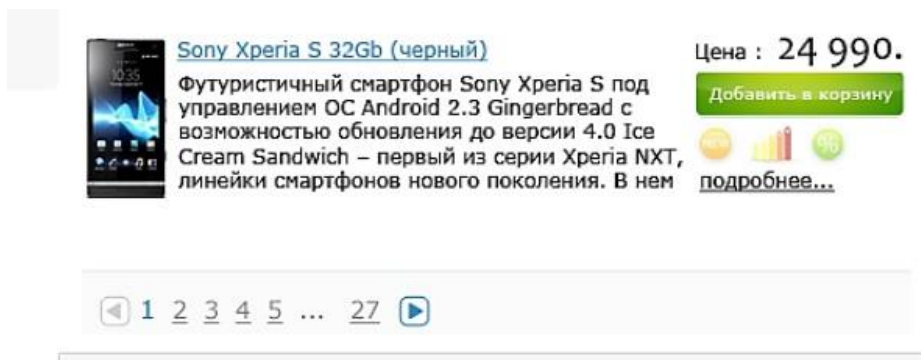 Sony Xperia S 32Gb (черный)
Цена : 24 990.
Футуристичный смартфон Sony Xperia S под
управлением ОС Android 2.3 Gingerbread с
возможностью обновления до версии 4.0 Ice
Cream Sandwich – первый из серии Xperia NXT,
линейки смартфонов нового поколения. В нем
Добавить в корзину
NEW %
подробнее...
1 2 3 4 5 ... 27